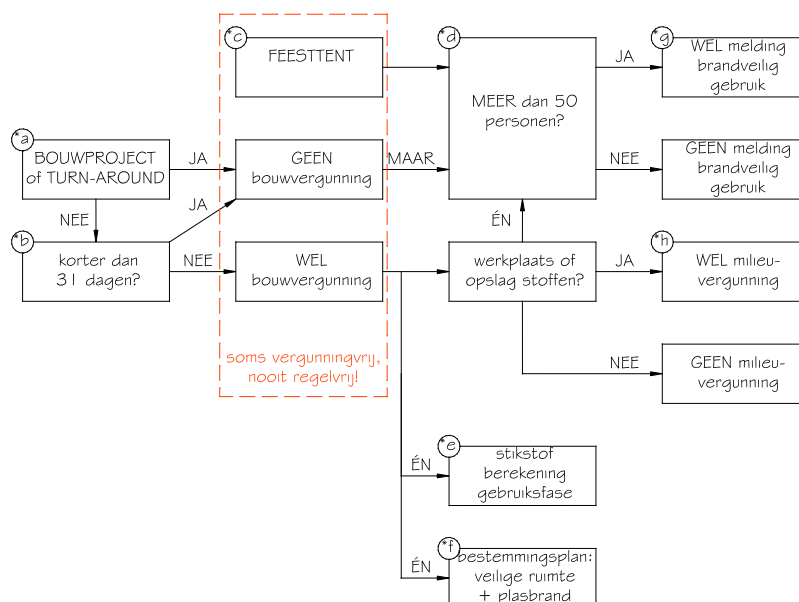 *c
FEESTTENT
*d
MEER dan 50
personen?
JA
*g
WEL melding
brandveilig
gebruik
*a
BOUWPROJECT
of TURN-AROUND
JA
GEEN
bouwvergunning
MAAR
NEE
GEEN melding
brandveilig
gebruik
NEE
JA
ÉN
*b
korter dan
31 dagen?
NEE
WEL
bouwvergunning
werkplaats of
opslag stoffen?
JA
*h
WEL milieu-
vergunning
soms vergunningvrij,
nooit regelvrij!
NEE
GEEN milieu-
vergunning
ÉN
*e
stikstof
berekening
gebruiksfase
ÉN
*f
bestemmingsplan:
veilige ruimte
+ plasbrand